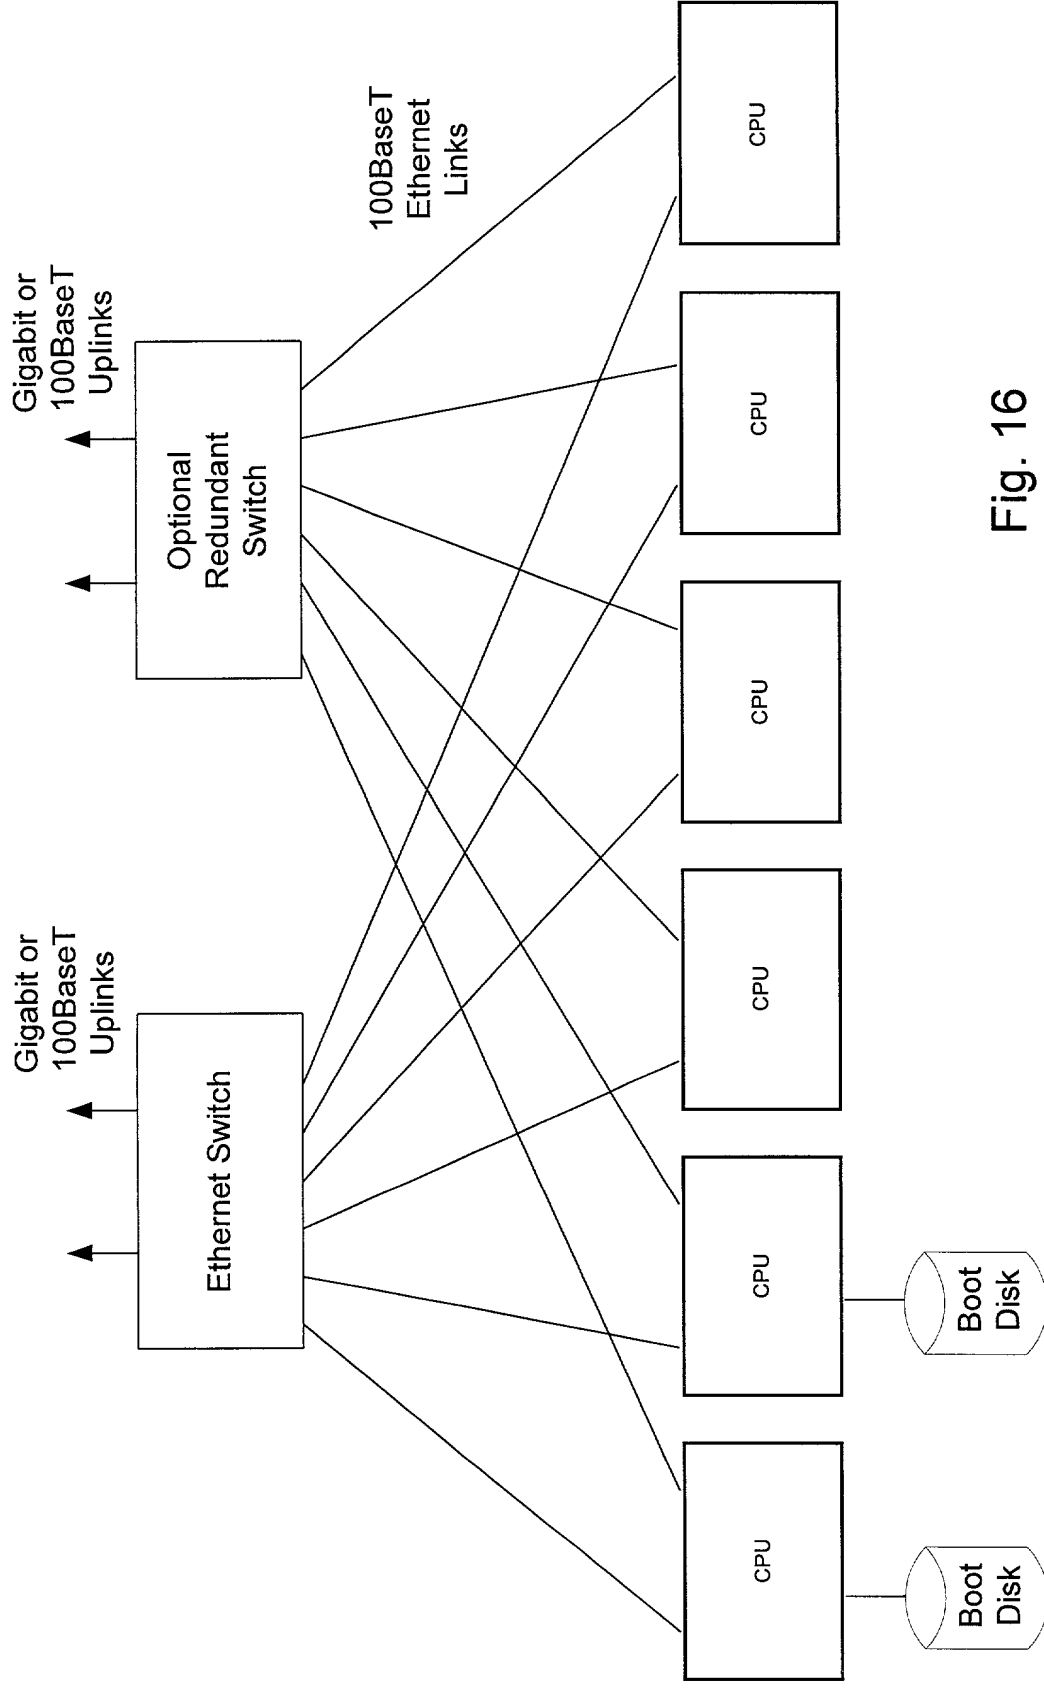 Gigabit or
100BaseT
Uplinks
Gigabit or
100BaseT
Uplinks
Ethernet Switch
Optional
Redundant
Switch
100BaseT
Ethernet
Links
CPU
CPU
CPU
CPU
CPU
CPU
Boot
Disk
Boot
Disk
Fig. 16